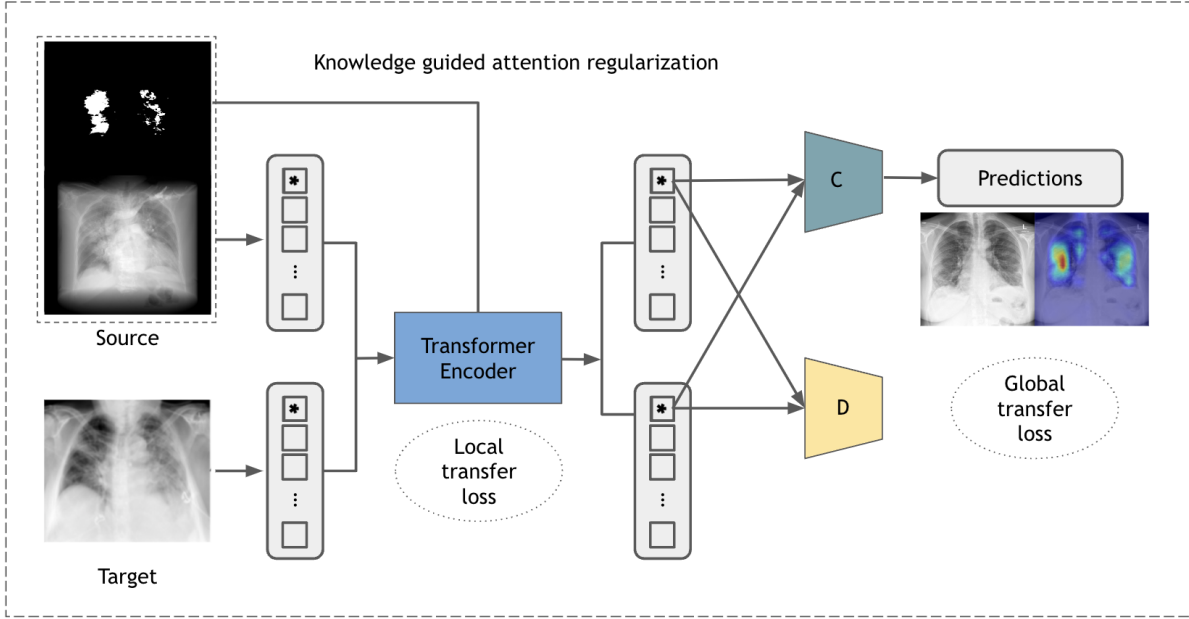 Knowledge guided attention regularization
*
*
C
Predictions
...
...
Source
Transformer
Encoder
*
*
D
Global
transfer
loss
Local
transfer
loss
...
...
Target